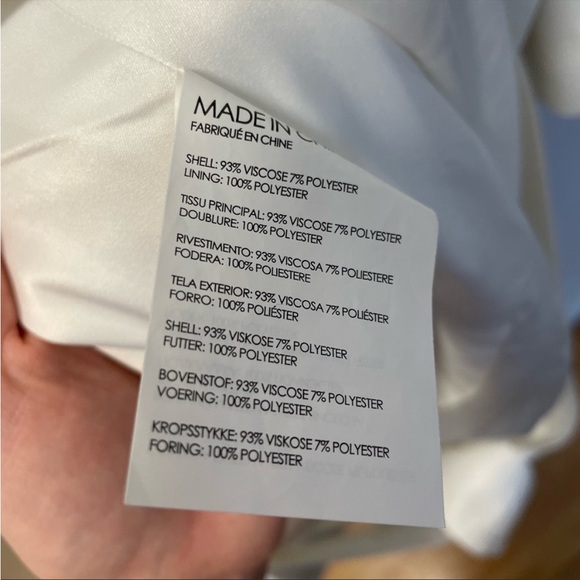 MADE IN
FABRIQUÉ EN CHINE
SHELL: 93% VISCOSE 7% POLYESTER
LINING: 100% POLYESTER
TISSU PRINCIPAL: 93% VISCOSE 7% POLYESTER
DOUBLURE: 100% POLYESTER
RIVESTIMENTO: 93% VISCOSA 7% POLIESTERE
FODERA: 100% POLIESTERE
TELA EXTERIOR: 93% VISCOSA 7% POLIÉSTER
FORRO: 100% POLIÉSTER
SHELL: 93% VISKOSE 7% POLYESTER
FUTTER: 100% POLYESTER
BOVENSTOF: 93% VISCOSE 7% POLYESTER
VOERING: 100% POLYESTER
KROPSSTYKKE: 93% VISKOSE 7% POLYESTER
FORING: 100% POLYESTER